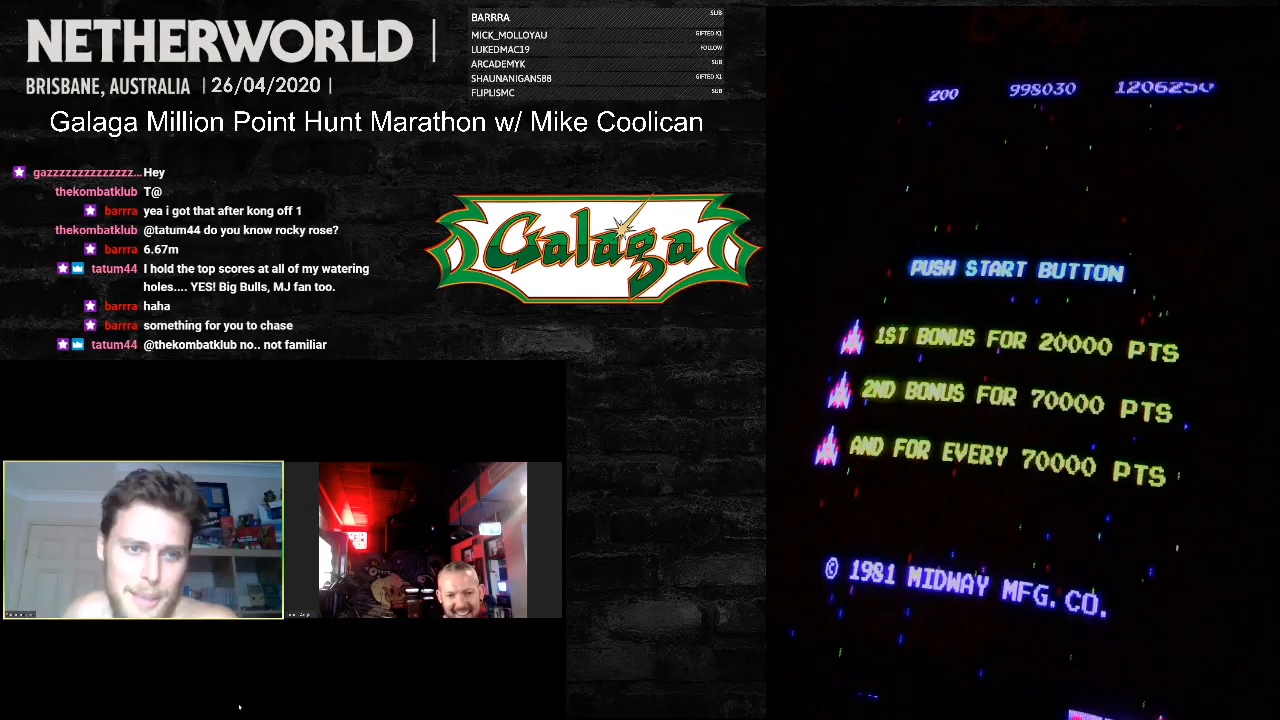 NETHERWORLD |
BRISBANE, AUSTRALIA | 26/04/2020 |
BARRRA SUB
MICK_MOLLOYAU GIFTED X1
LUKEDMAC19 FOLLOW
ARCADEMYK SUB
SHAUNANIGANS88 GIFTED X1
FLIPLISMC SUB
Galaga Million Point Hunt Marathon w/ Mike Coolican
gazzzzzzzzzzzzzz... Hey
thekombatklub T@
barrra yea i got that after kong off 1
thekombatklub @tatum44 do you know rocky rose?
barrra 6.67m
tatum44 I hold the top scores at all of my watering
holes.... YES! Big Bulls, MJ fan too.
barrra haha
barrra something for you to chase
tatum44 @thekombatklub no.. not familiar
Galaga
200 998030 1206250
PUSH START BUTTON
1ST BONUS FOR 20000 PTS
2ND BONUS FOR 70000 PTS
AND FOR EVERY 70000 PTS
© 1981 MIDWAY MFG. CO.